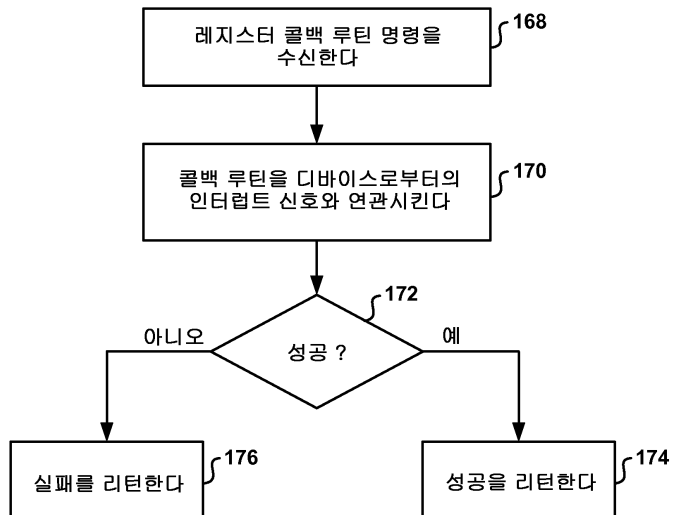 레지스터 콜백 루틴 명령을
수신한다
168
콜백 루틴을 디바이스로부터의
인터럽트 신호와 연관시킨다
170
172
성공 ?
아니오
예
실패를 리턴한다
176
성공을 리턴한다
174